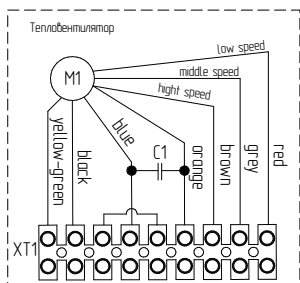 Тепловентилятор
low speed
M1
middle speed
hight speed
yellow-green
black
blue
C1
orange
brown
grey
red
XT1